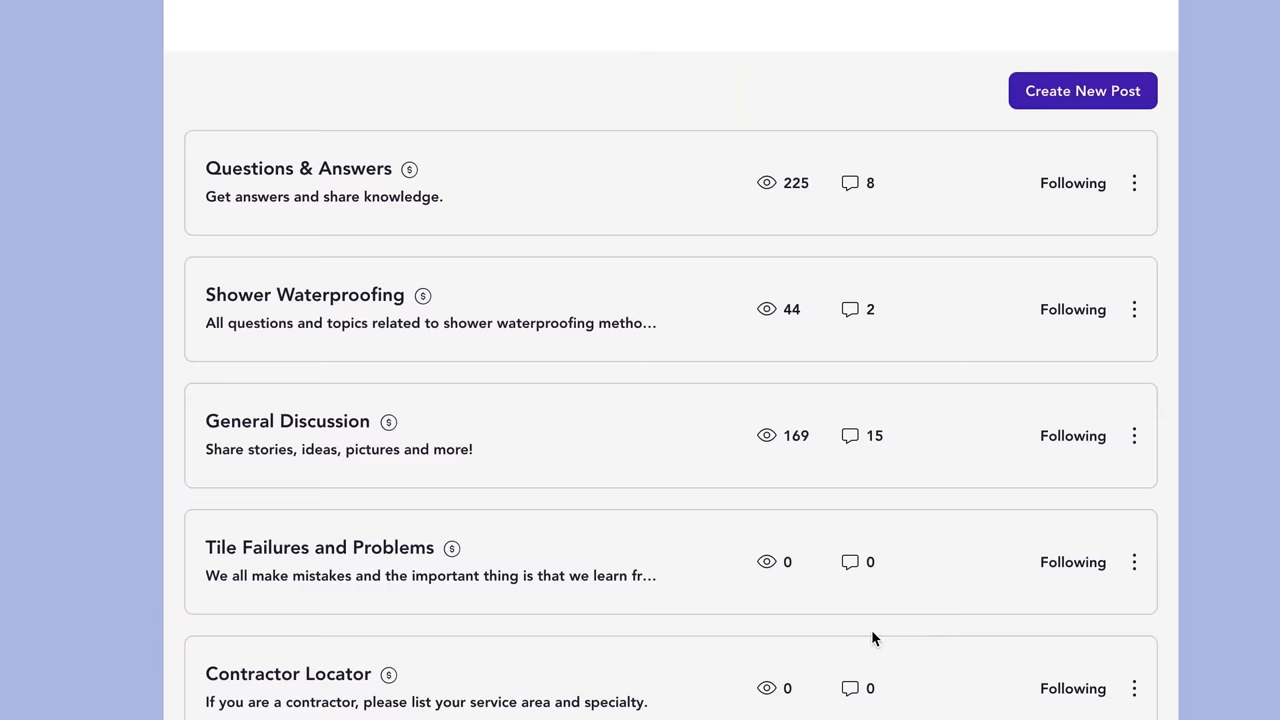 Create New Post
Questions & Answers $
Get answers and share knowledge.
225 8 Following
Shower Waterproofing $
All questions and topics related to shower waterproofing metho...
44 2 Following
General Discussion $
Share stories, ideas, pictures and more!
169 15 Following
Tile Failures and Problems $
We all make mistakes and the important thing is that we learn fr...
0 0 Following
Contractor Locator $
If you are a contractor, please list your service area and specialty.
0 0 Following